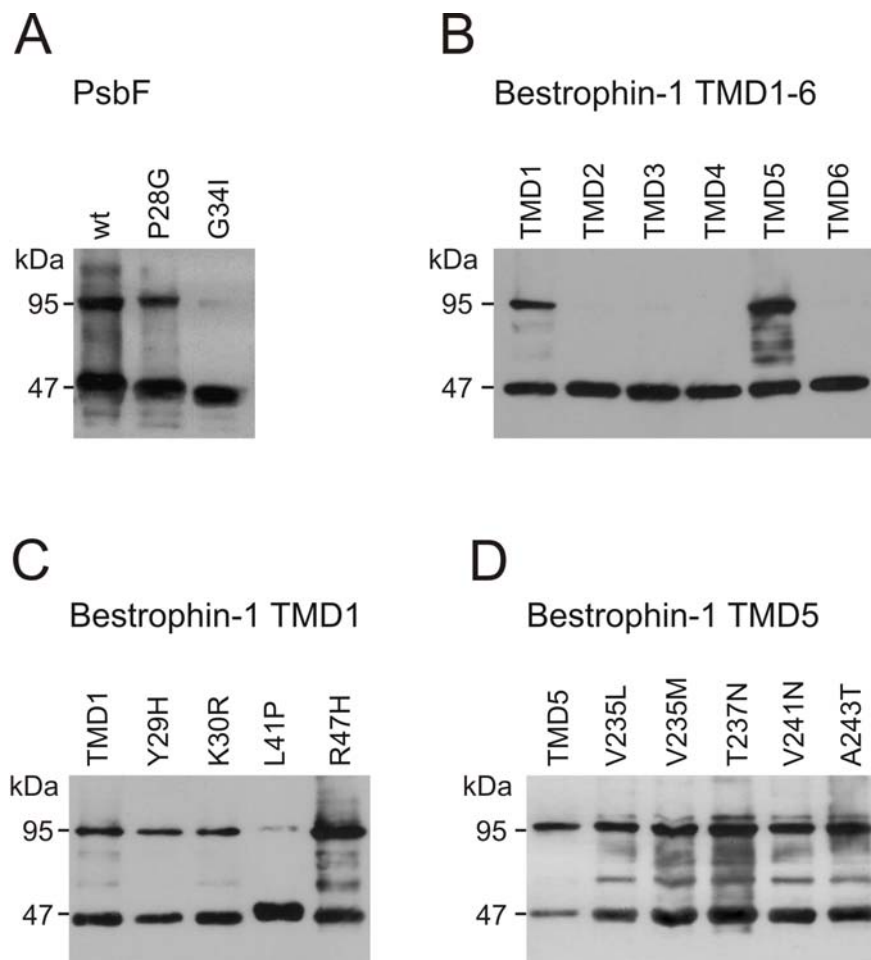 A
PsbF
wt
P28G
G34I
kDa
95
47
B
Bestrophin-1 TMD1-6
TMD1
TMD2
TMD3
TMD4
TMD5
TMD6
kDa
95
47
C
Bestrophin-1 TMD1
TMD1
Y29H
K30R
L41P
R47H
kDa
95
47
D
Bestrophin-1 TMD5
TMD5
V235L
V235M
T237N
V241N
A243T
kDa
95
47